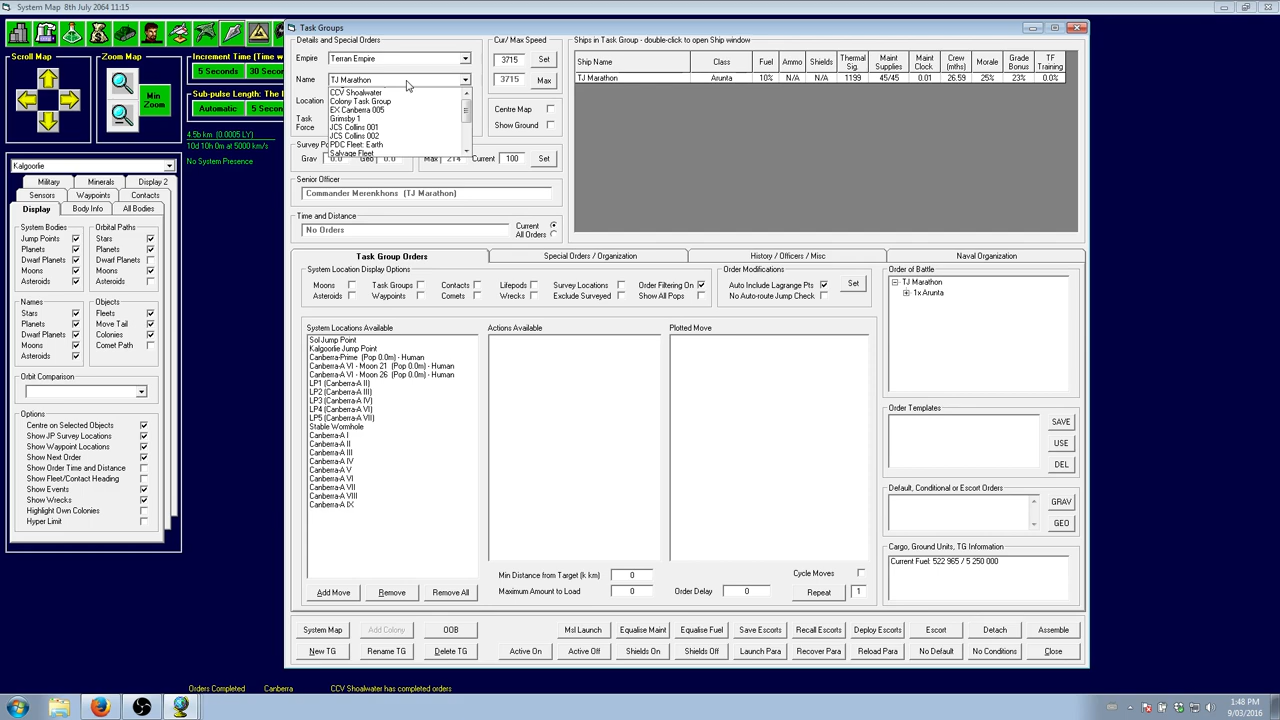 System Map  8th July 2064 11:15
Task Groups
Scroll Map
Zoom Map
Min Zoom
Increment Time (Time w
5 Seconds
30 Secon
Sub-pulse Length: The l
Automatic
5 Second
4.5b km (0.0005 LY)
10d 10h 0m at 5000 km/s
No System Presence
Kalgoorlie
Military
Minerals
Display 2
Sensors
Waypoints
Contacts
Display
Body Info
All Bodies
System Bodies
Jump Points
Planets
Dwarf Planets
Moons
Asteroids
Orbital Paths
Stars
Planets
Dwarf Planets
Moons
Asteroids
Names
Stars
Planets
Dwarf Planets
Moons
Asteroids
Objects
Fleets
Move Tail
Colonies
Comet Path
Orbit Comparison
Options
Centre on Selected Objects
Show JP Survey Locations
Show Waypoint Locations
Show Next Order
Show Order Time and Distance
Show Fleet/Contact Heading
Show Events
Show Wrecks
Highlight Own Colonies
Hyper Limit
Details and Special Orders
Empire
Terran Empire
Name
TJ Marathon
Location
Task Force
CCV Shoalwater
Colony Task Group
EX Canberra 005
Grimsby 1
JCS Collins 001
JCS Collins 002
PDC Fleet: Earth
Salvage Fleet
Cur/ Max Speed
3715
Set
3715
Max
Centre Map
Show Ground
Survey Po
Grav
0.0
Geo
0.0
Max
214
Current
100
Set
Senior Officer
Commander Merenkhons  (TJ Marathon)
Time and Distance
No Orders
Current
All Orders
Ships in Task Group - double-click to open Ship window
Ship Name
Class
Fuel
Ammo
Shields
Thermal Sig.
Maint Supplies
Maint Clock
Crew (mths)
Morale
Grade Bonus
TF Training
TJ Marathon
Arunta
10%
N/A
N/A
1199
45/45
0.01
26.59
25%
23%
0.0%
Task Group Orders
Special Orders / Organization
History / Officers / Misc
Naval Organization
System Location Display Options
Moons
Task Groups
Contacts
Lifepods
Survey Locations
Order Filtering On
Asteroids
Waypoints
Comets
Wrecks
Exclude Surveyed
Show All Pops
Order Modifications
Auto Include Lagrange Pts
No Auto-route Jump Check
Set
System Locations Available
Sol Jump Point
Kalgoorlie Jump Point
Canberra-Prime  (Pop 0.0m) - Human
Canberra-A VI - Moon 21  (Pop 0.0m) - Human
Canberra-A VI - Moon 26  (Pop 0.0m) - Human
LP1 (Canberra-A II)
LP2 (Canberra-A III)
LP3 (Canberra-A IV)
LP4 (Canberra-A VI)
LP5 (Canberra-A VII)
Stable Wormhole
Canberra-A I
Canberra-A II
Canberra-A III
Canberra-A IV
Canberra-A V
Canberra-A VI
Canberra-A VII
Canberra-A VIII
Canberra-A IX
Actions Available
Plotted Move
Order of Battle
TJ Marathon
1x Arunta
Order Templates
SAVE
USE
DEL
Default, Conditional or Escort Orders
GRAV
GEO
Cargo, Ground Units, TG Information
Current Fuel: 522 965 / 5 250 000
Min Distance from Target (k km)
0
Maximum Amount to Load
0
Order Delay
0
Cycle Moves
Repeat
1
Add Move
Remove
Remove All
System Map
Add Colony
OOB
Msl Launch
Equalise Maint
Equalise Fuel
Save Escorts
Recall Escorts
Deploy Escorts
Escort
Detach
Assemble
New TG
Rename TG
Delete TG
Active On
Active Off
Shields On
Shields Off
Launch Para
Recover Para
Reload Para
No Default
No Conditions
Close
Orders Completed
Canberra
CCV Shoalwater has completed orders
1:48 PM
9/03/2016